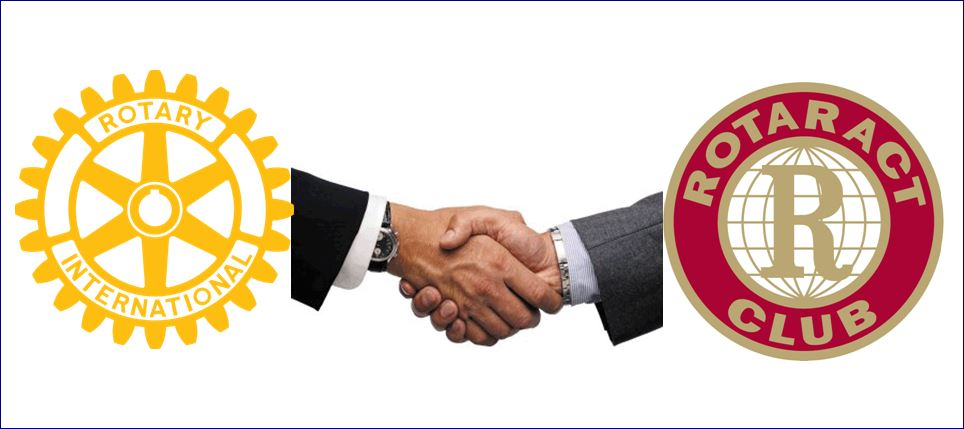 ROTARY
INTERNATIONAL
ROTARACT
R
CLUB